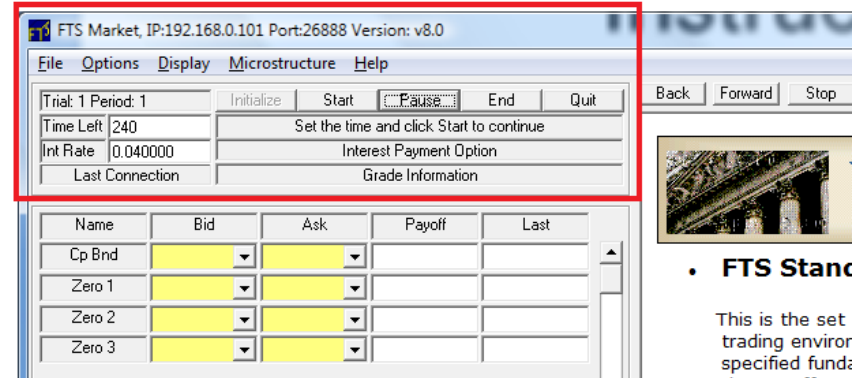 FTS Market, IP:192.168.0.101 Port:26888 Version: v8.0
File Options Display Microstructure Help
Trial: 1 Period: 1 Initialize Start Pause End Quit
Time Left 240 Set the time and click Start to continue
Int Rate 0.040000 Interest Payment Option
Last Connection Grade Information
Name Bid Ask Payoff Last
Cp Bnd
Zero 1
Zero 2
Zero 3
Back Forward Stop
• FTS Stand
This is the set
trading environ
specified funda